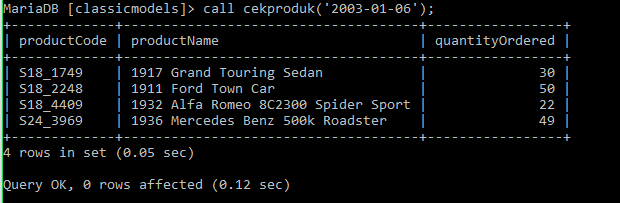 MariaDB [classicmodels]> call cekproduk('2003-01-06');
+-------------+---------------------------------------+-----------------+
| productCode | productName                           | quantityOrdered |
+-------------+---------------------------------------+-----------------+
| S18_1749    | 1917 Grand Touring Sedan              |              30 |
| S18_2248    | 1911 Ford Town Car                    |              50 |
| S18_4409    | 1932 Alfa Romeo 8C2300 Spider Sport   |              22 |
| S24_3969    | 1936 Mercedes Benz 500k Roadster      |              49 |
+-------------+---------------------------------------+-----------------+
4 rows in set (0.05 sec)
Query OK, 0 rows affected (0.12 sec)